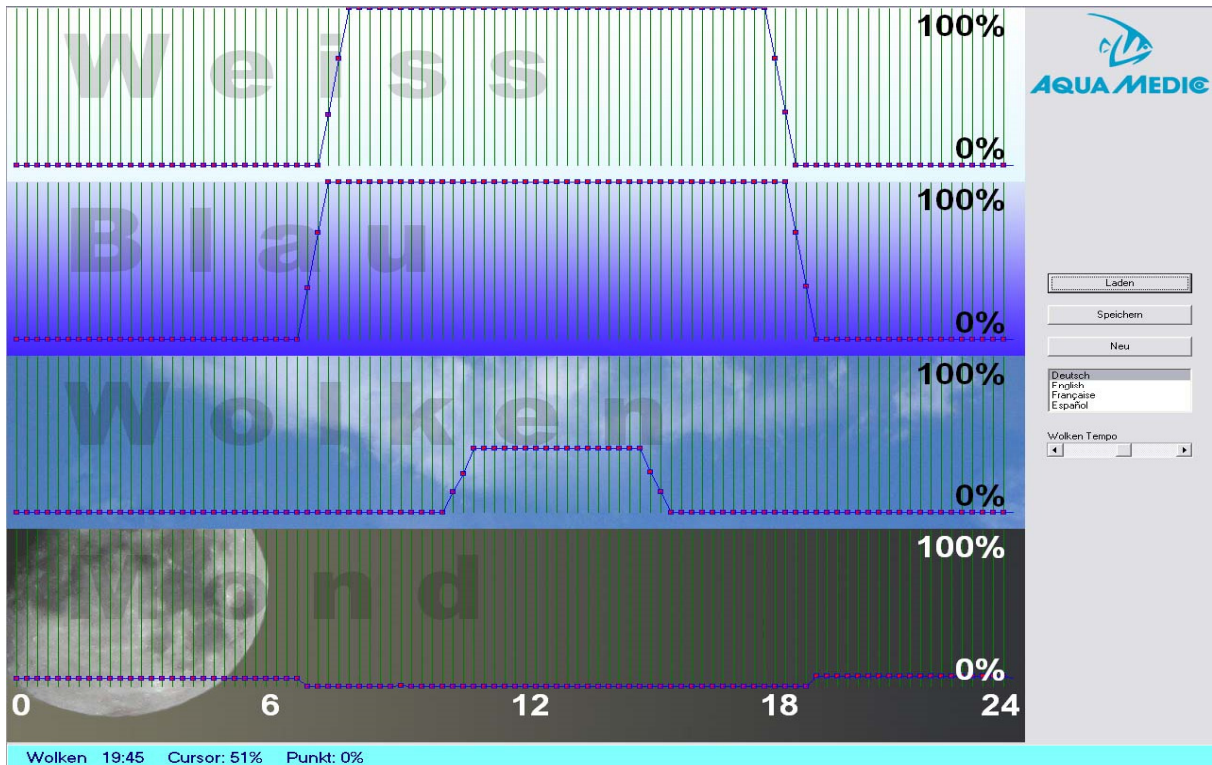 Weiss
100%
0%
Blau
100%
0%
Wolken
100%
0%
Mond
100%
0%
0 6 12 18 24
Wolken 19:45 Cursor: 51% Punkt: 0%
AQUA MEDIC
Laden
Speichern
Neu
Deutsch
English
Française
Español
Wolken Tempo